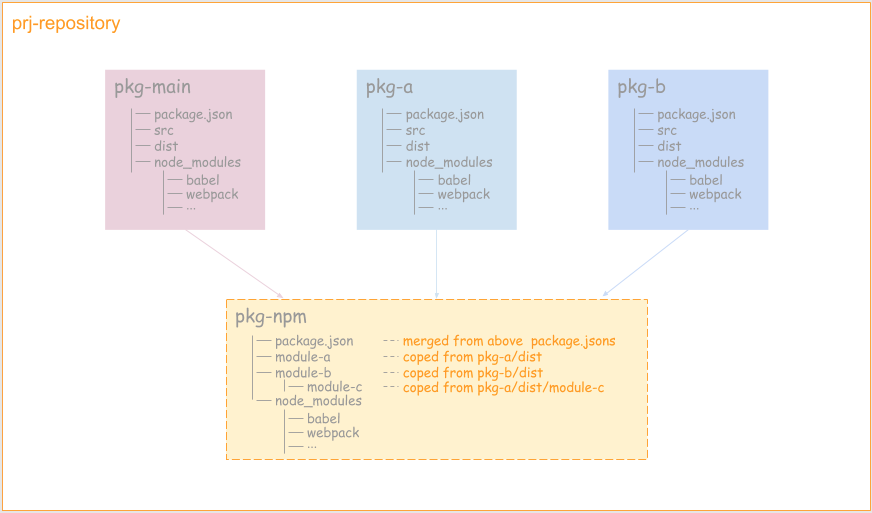 prj-repository
pkg-main
package.json
src
dist
node_modules
babel
webpack
...
pkg-a
package.json
src
dist
node_modules
babel
webpack
...
pkg-b
package.json
src
dist
node_modules
babel
webpack
...
pkg-npm
package.json -- merged from above package.jsons
module-a -- coped from pkg-a/dist
module-b -- coped from pkg-b/dist
module-c -- coped from pkg-a/dist/module-c
node_modules
babel
webpack
...